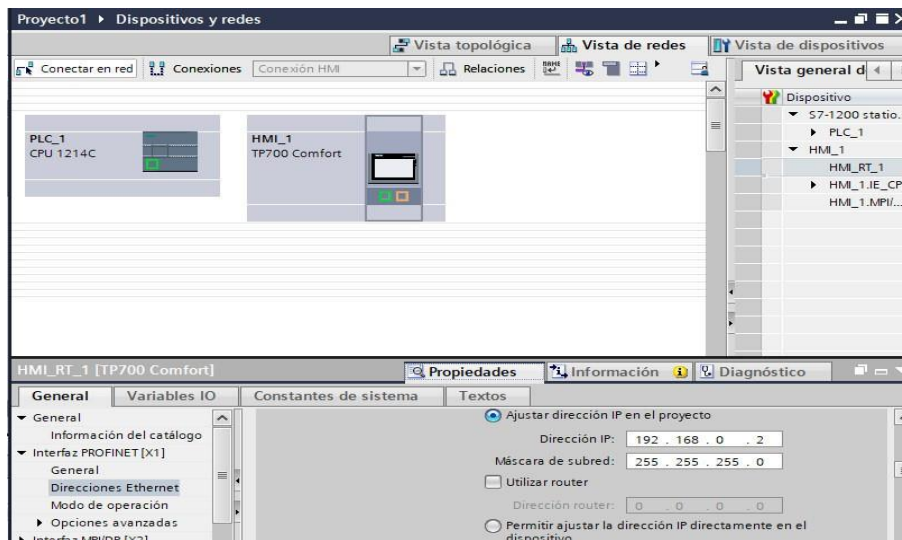 Proyecto1 ▸ Dispositivos y redes
Vista topológica
Vista de redes
Vista de dispositivos
Conectar en red
Conexiones
Conexión HMI
Relaciones
Vista general d
Dispositivo
S7-1200 statio..
PLC_1
HMI_1
HMI_RT_1
HMI_1.IE_CP
HMI_1.MPI/...
PLC_1
CPU 1214C
HMI_1
TP700 Comfort
HMI_RT_1 [TP700 Comfort]
Propiedades
Información
Diagnóstico
General
Variables IO
Constantes de sistema
Textos
General
Información del catálogo
Interfaz PROFINET [X1]
General
Direcciones Ethernet
Modo de operación
Opciones avanzadas
Interfaz MPI/DP [X2]
Ajustar dirección IP en el proyecto
Dirección IP: 192 . 168 . 0 . 2
Máscara de subred: 255 . 255 . 255 . 0
Utilizar router
Dirección router: 0 . 0 . 0 . 0
Permitir ajustar la dirección IP directamente en el
dispositivo